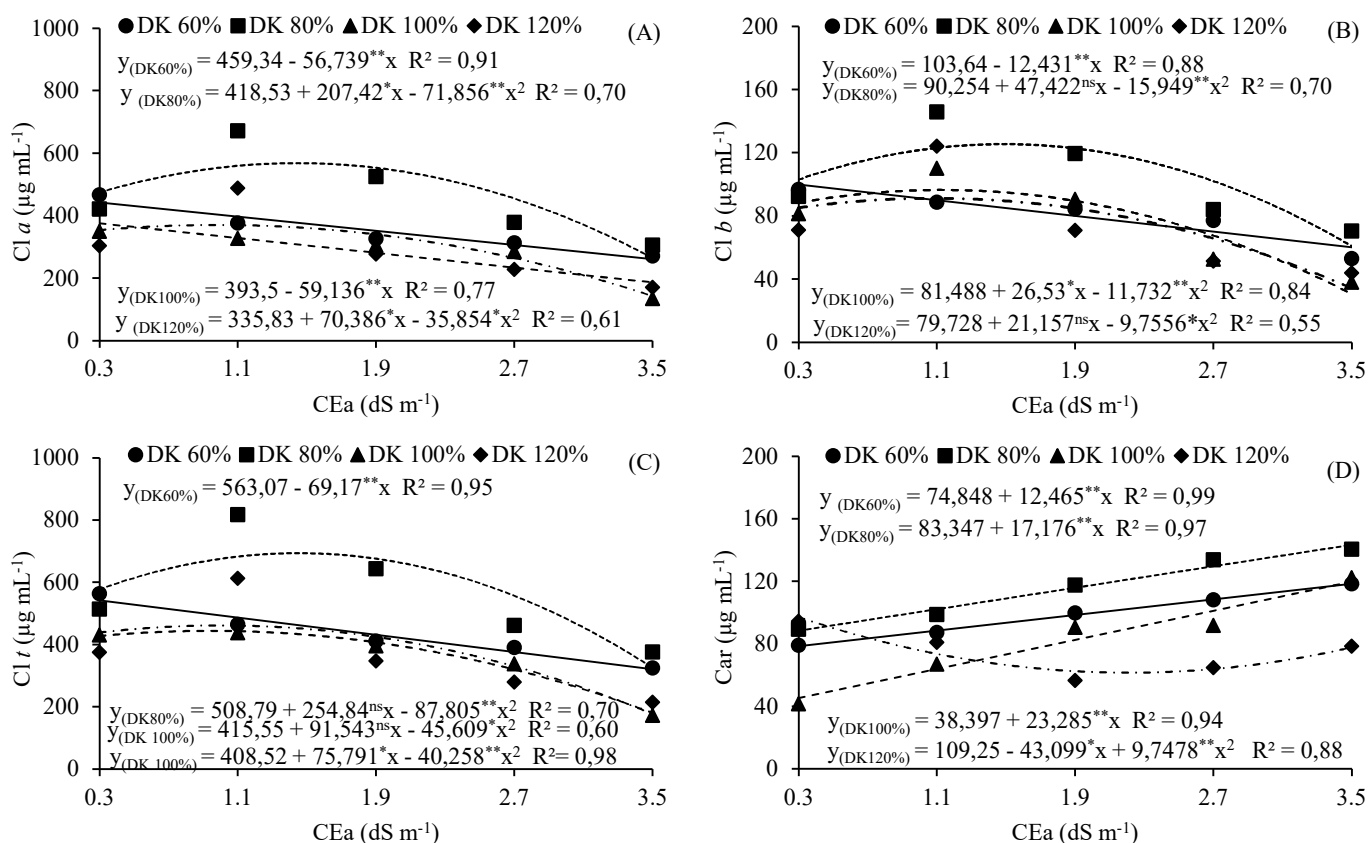 ● DK 60% ■ DK 80% ▲ DK 100% ◆ DK 120%
(A)
y(DK60%) = 459,34 - 56,739**x R² = 0,91
y (DK80%) = 418,53 + 207,42*x - 71,856**x² R² = 0,70
y(DK100%) = 393,5 - 59,136**x R² = 0,77
y (DK120%) = 335,83 + 70,386*x - 35,854*x² R² = 0,61
Cl a (µg mL⁻¹)
1000
800
600
400
200
0
0.3 1.1 1.9 2.7 3.5
CEa (dS m⁻¹)
● DK 60% ■ DK 80% ▲ DK 100% ◆ DK 120%
(B)
y(DK60%) = 103,64 - 12,431**x R² = 0,88
y(DK80%) = 90,254 + 47,422ⁿˢx - 15,949**x² R² = 0,70
y(DK100%) = 81,488 + 26,53*x - 11,732**x² R² = 0,84
y(DK120%) = 79,728 + 21,157ⁿˢx - 9,7556*x² R² = 0,55
Cl b (µg mL⁻¹)
200
160
120
80
40
0
0.3 1.1 1.9 2.7 3.5
CEa (dS m⁻¹)
● DK 60% ■ DK 80% ▲ DK 100% ◆ DK 120%
(C)
y(DK60%) = 563,07 - 69,17**x R² = 0,95
y(DK80%) = 508,79 + 254,84ⁿˢx - 87,805**x² R² = 0,70
y(DK 100%) = 415,55 + 91,543ⁿˢx - 45,609*x² R² = 0,60
y(DK 100%) = 408,52 + 75,791*x - 40,258**x² R²= 0,98
Cl t (µg mL⁻¹)
1000
800
600
400
200
0
0.3 1.1 1.9 2.7 3.5
CEa (dS m⁻¹)
● DK 60% ■ DK 80% ▲ DK 100% ◆ DK 120%
(D)
y (DK60%) = 74,848 + 12,465**x R² = 0,99
y(DK80%) = 83,347 + 17,176**x R² = 0,97
y(DK100%) = 38,397 + 23,285**x R² = 0,94
y(DK120%) = 109,25 - 43,099*x + 9,7478**x² R² = 0,88
Car (µg mL⁻¹)
200
160
120
80
40
0
0.3 1.1 1.9 2.7 3.5
CEa (dS m⁻¹)